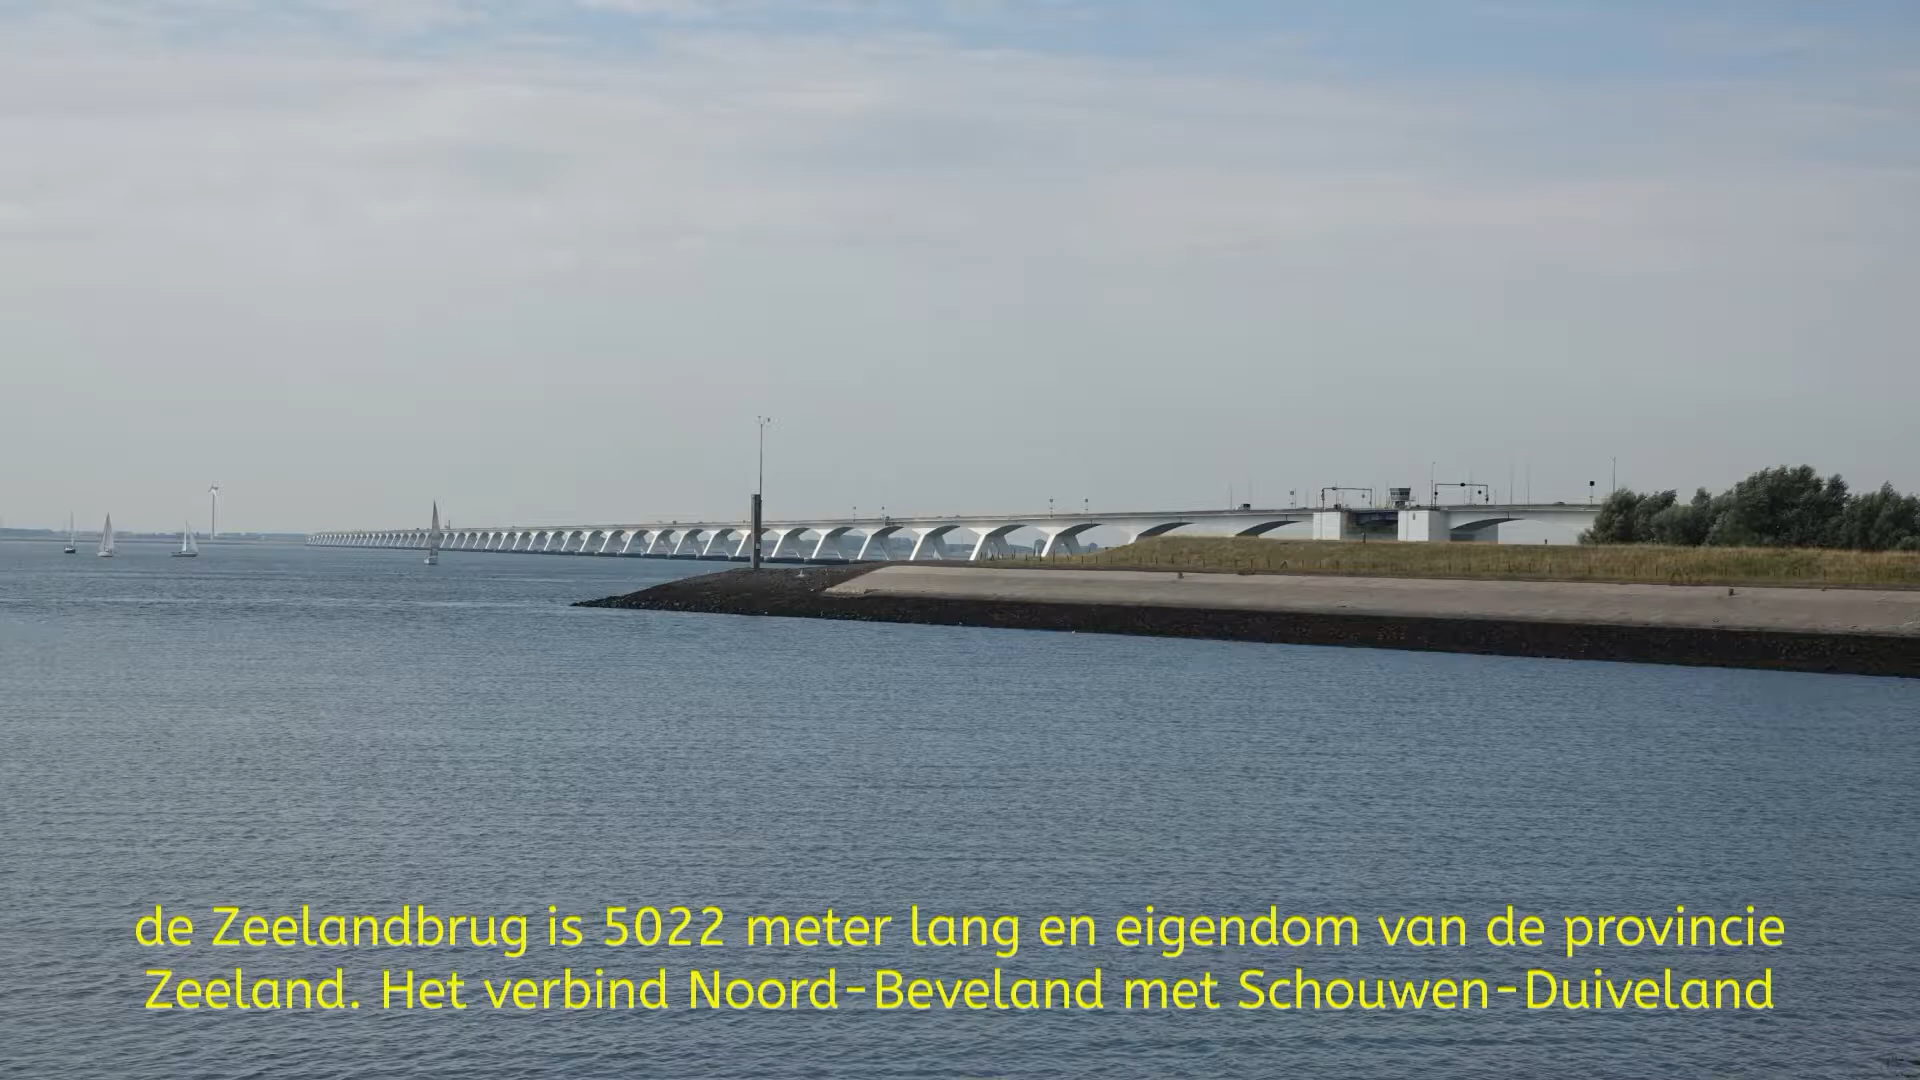 de Zeelandbrug is 5022 meter lang en eigendom van de provincie
Zeeland. Het verbind Noord-Beveland met Schouwen-Duiveland